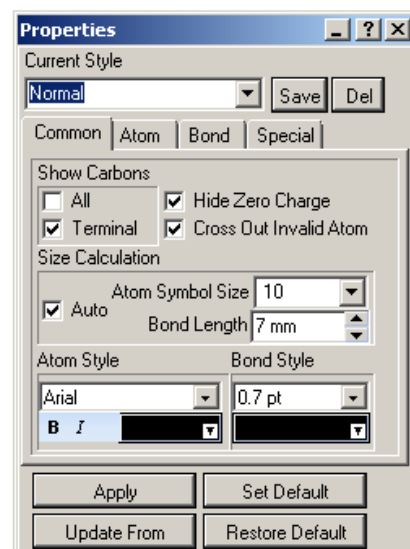 Properties
Current Style
Normal Save Del
Common Atom Bond Special
Show Carbons
All Hide Zero Charge
Terminal Cross Out Invalid Atom
Size Calculation
Atom Symbol Size 10
Auto
Bond Length 7 mm
Atom Style Bond Style
Arial 0.7 pt
B I
Apply Set Default
Update From Restore Default